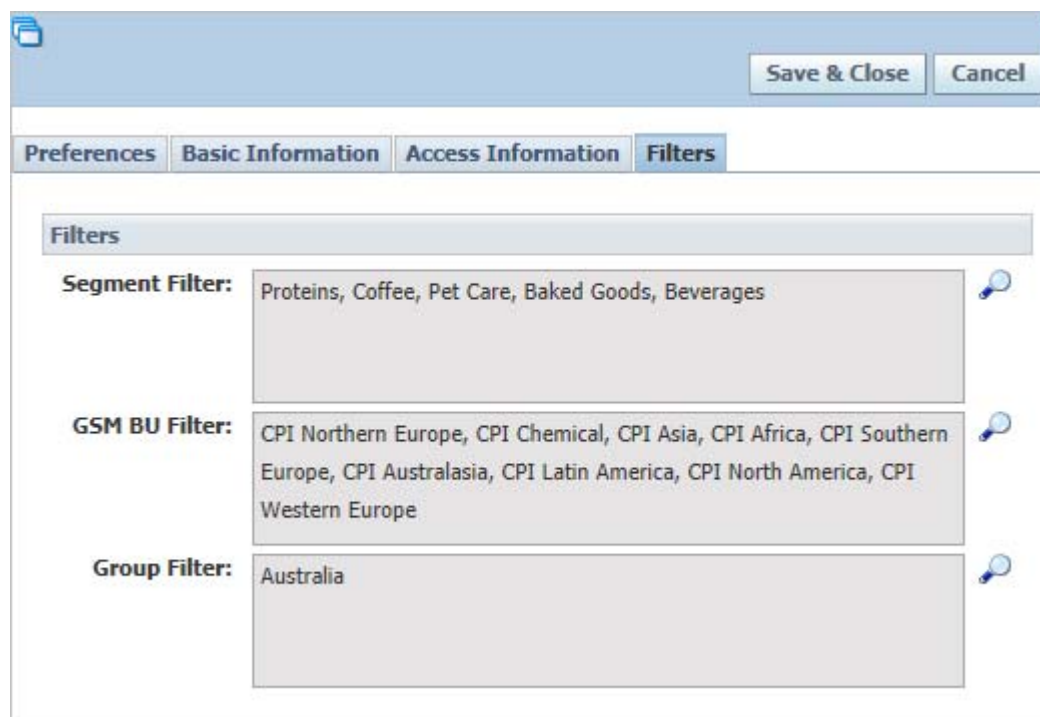 Save & Close Cancel
Preferences Basic Information Access Information Filters
Filters
Segment Filter: Proteins, Coffee, Pet Care, Baked Goods, Beverages
GSM BU Filter: CPI Northern Europe, CPI Chemical, CPI Asia, CPI Africa, CPI Southern
Europe, CPI Australasia, CPI Latin America, CPI North America, CPI
Western Europe
Group Filter: Australia